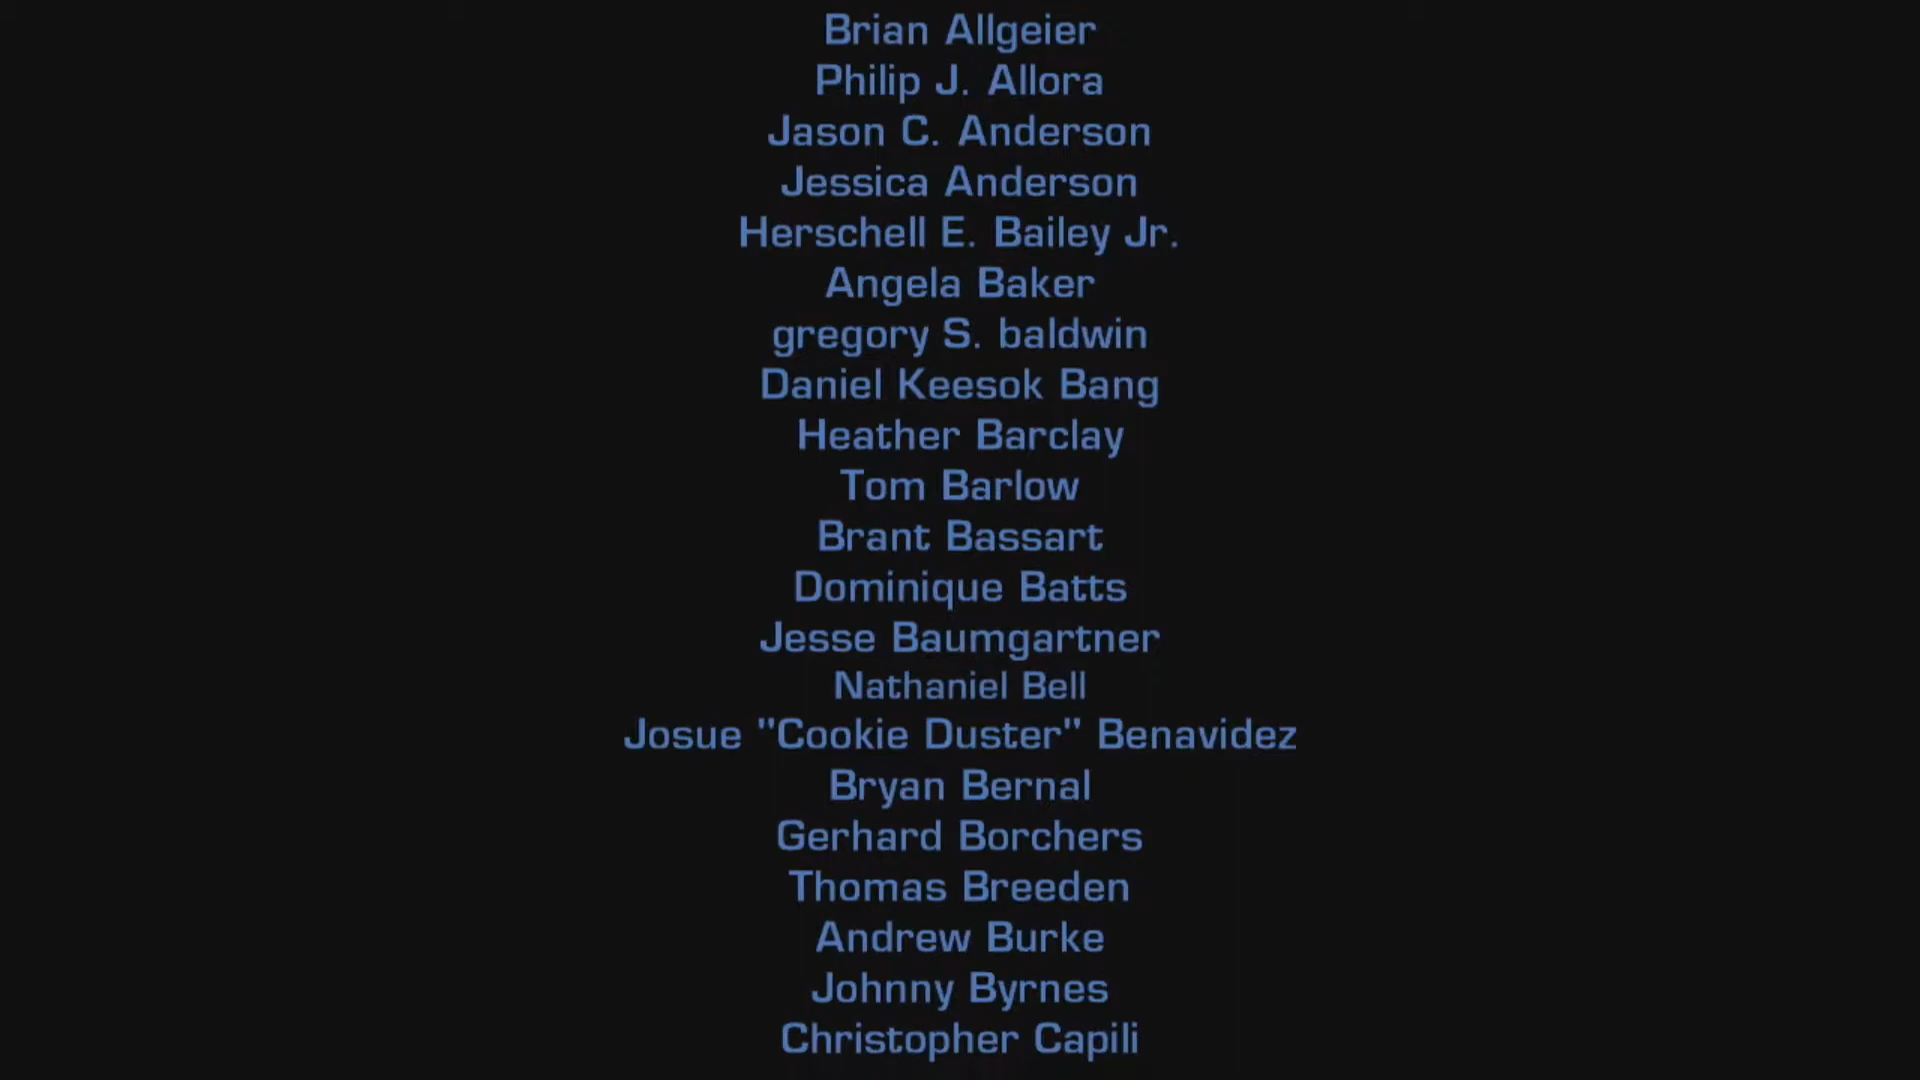 Brian Allgeier
Philip J. Allora
Jason C. Anderson
Jessica Anderson
Herschell E. Bailey Jr.
Angela Baker
gregory S. baldwin
Daniel Keesok Bang
Heather Barclay
Tom Barlow
Brant Bassart
Dominique Batts
Jesse Baumgartner
Nathaniel Bell
Josue "Cookie Duster" Benavidez
Bryan Bernal
Gerhard Borchers
Thomas Breeden
Andrew Burke
Johnny Byrnes
Christopher Capili